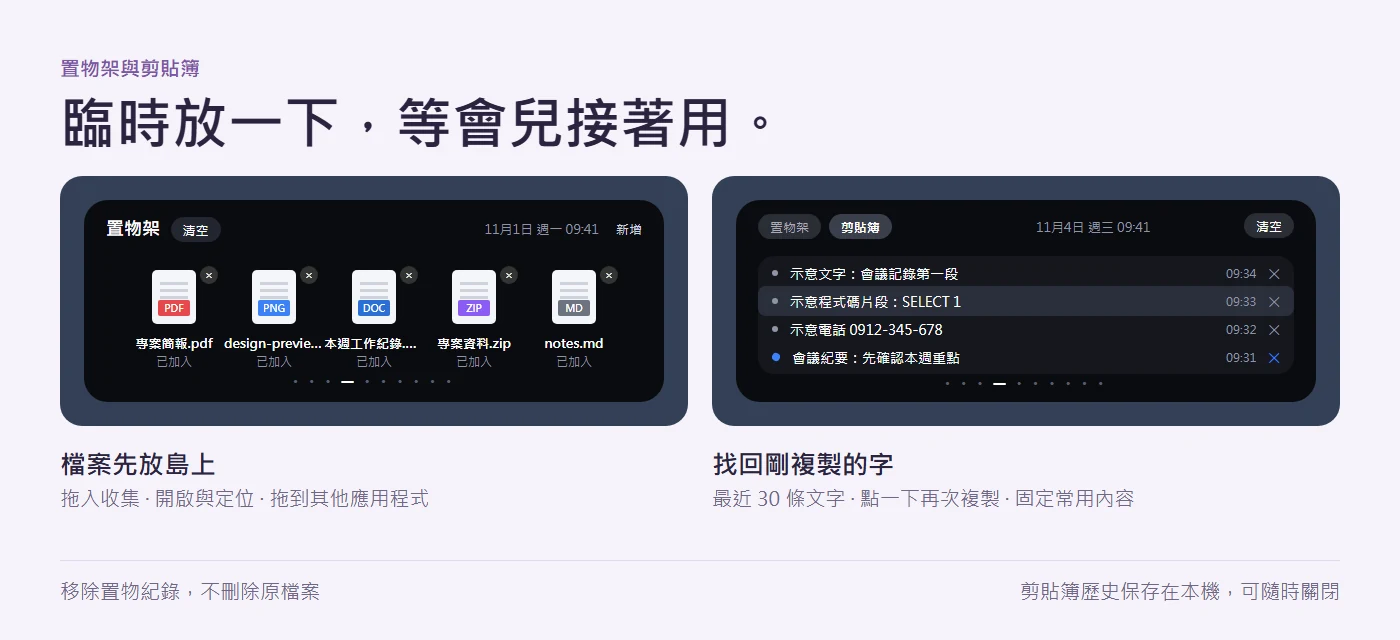 置物架與剪貼簿
臨時放一下，等會兒接著用。
置物架 清空 11月1日 週一 09:41 新增
PDF PNG DOC ZIP MD
專案簡報.pdf design-previe... 本週工作紀錄.... 專案資料.zip notes.md
已加入 已加入 已加入 已加入 已加入
置物架 剪貼簿 11月4日 週三 09:41 清空
示意文字：會議記錄第一段 09:34
示意程式碼片段：SELECT 1 09:33
示意電話 0912-345-678 09:32
會議紀要：先確認本週重點 09:31
檔案先放島上
拖入收集 · 開啟與定位 · 拖到其他應用程式
找回剛複製的字
最近 30 條文字 · 點一下再次複製 · 固定常用內容
移除置物紀錄，不刪除原檔案
剪貼簿歷史保存在本機，可隨時關閉